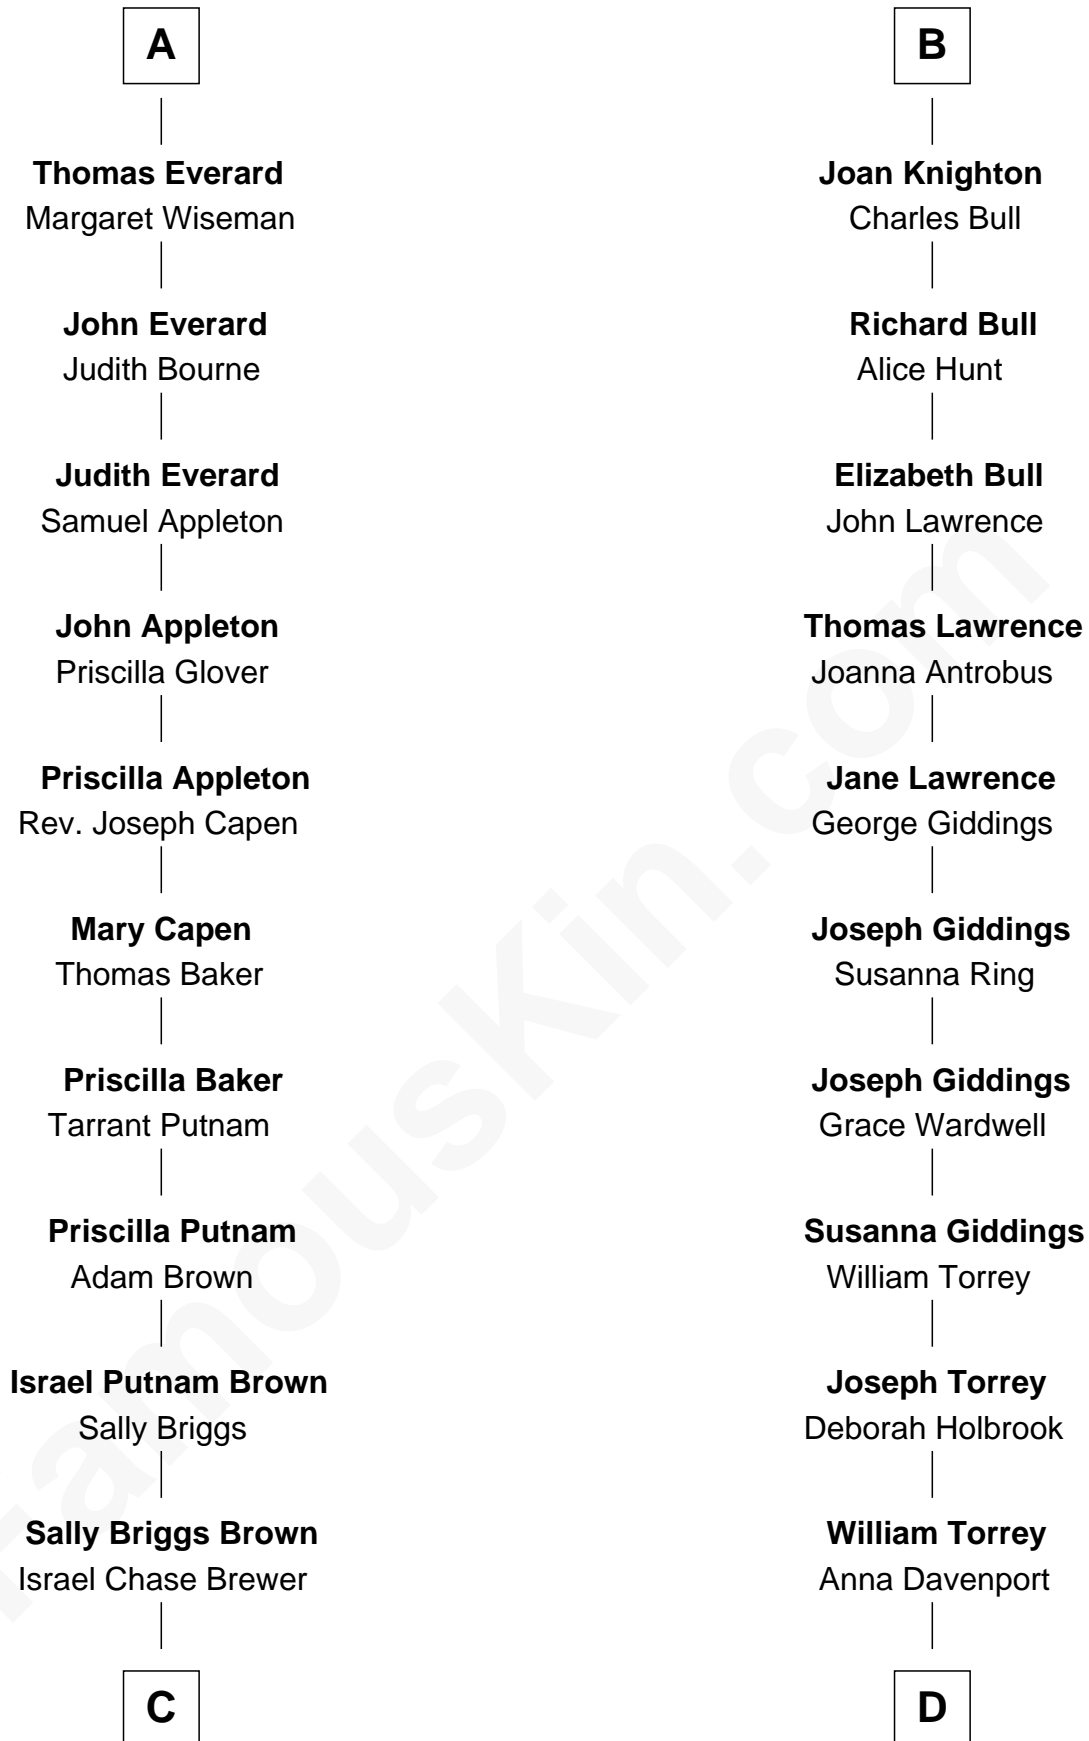 A
Thomas Everard
Margaret Wiseman
John Everard
Judith Bourne
Judith Everard
Samuel Appleton
John Appleton
Priscilla Glover
Priscilla Appleton
Rev. Joseph Capen
Mary Capen
Thomas Baker
Priscilla Baker
Tarrant Putnam
Priscilla Putnam
Adam Brown
Israel Putnam Brown
Sally Briggs
Sally Briggs Brown
Israel Chase Brewer
C
B
Joan Knighton
Charles Bull
Richard Bull
Alice Hunt
Elizabeth Bull
John Lawrence
Thomas Lawrence
Joanna Antrobus
Jane Lawrence
George Giddings
Joseph Giddings
Susanna Ring
Joseph Giddings
Grace Wardwell
Susanna Giddings
William Torrey
Joseph Torrey
Deborah Holbrook
William Torrey
Anna Davenport
D
FamousKin.com